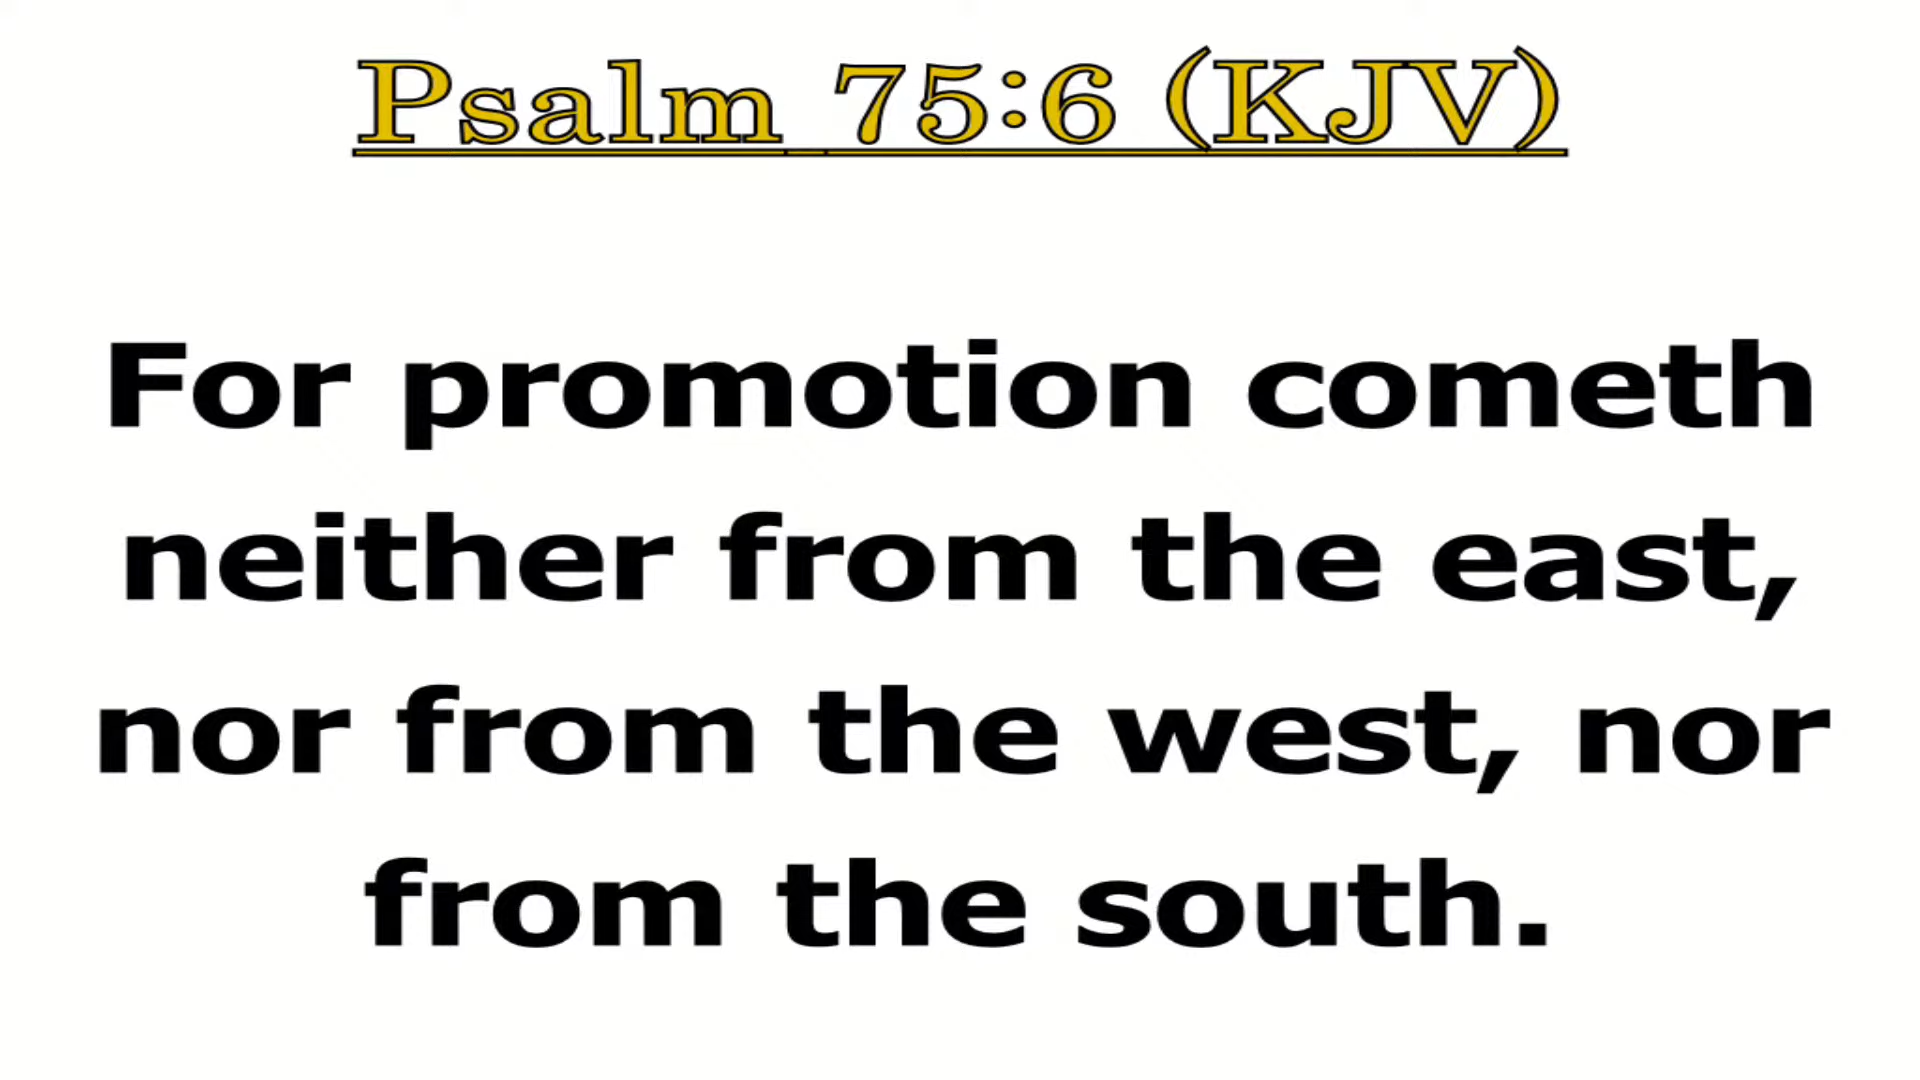 Psalm 75:6 (KJV)
For promotion cometh
neither from the east,
nor from the west, nor
from the south.